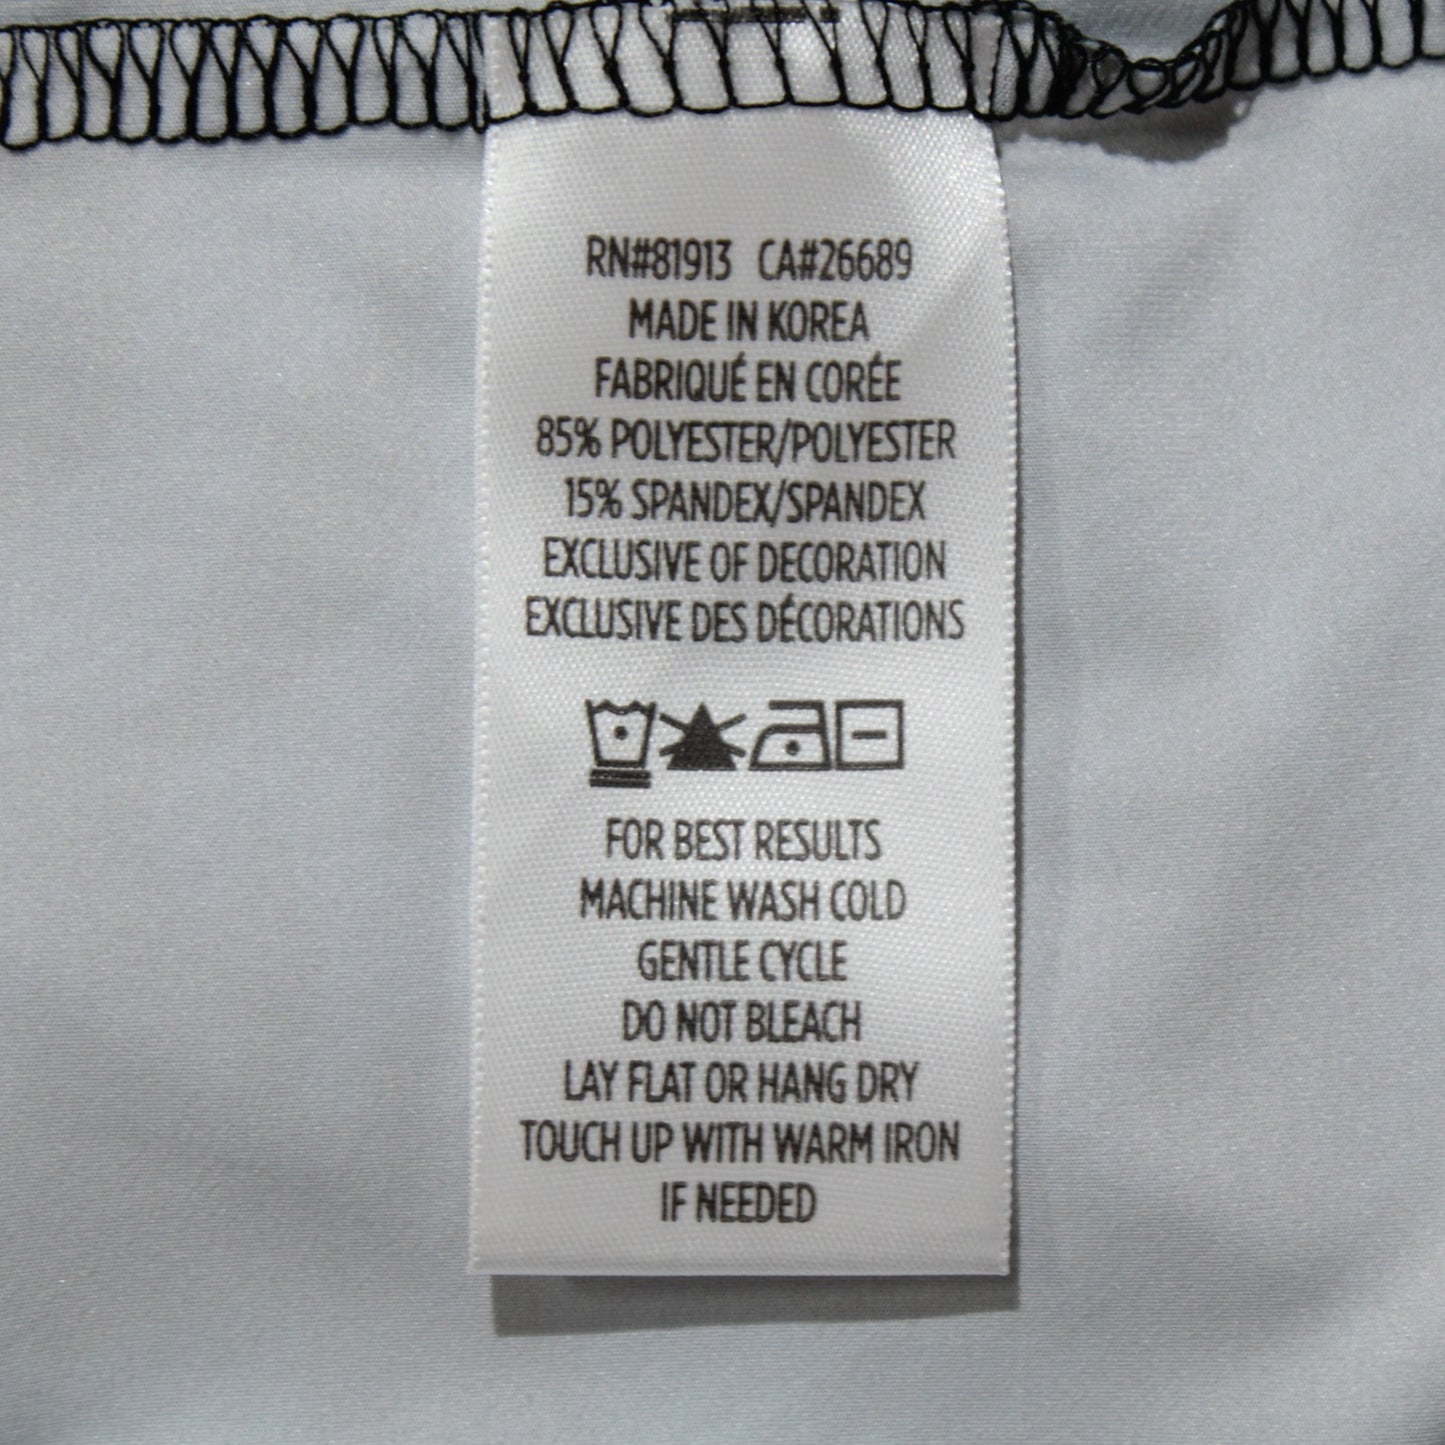 RN#81913 CA#26689
MADE IN KOREA
FABRIQUÉ EN CORÉE
85% POLYESTER/POLYESTER
15% SPANDEX/SPANDEX
EXCLUSIVE OF DECORATION
EXCLUSIVE DES DÉCORATIONS
FOR BEST RESULTS
MACHINE WASH COLD
GENTLE CYCLE
DO NOT BLEACH
LAY FLAT OR HANG DRY
TOUCH UP WITH WARM IRON
IF NEEDED